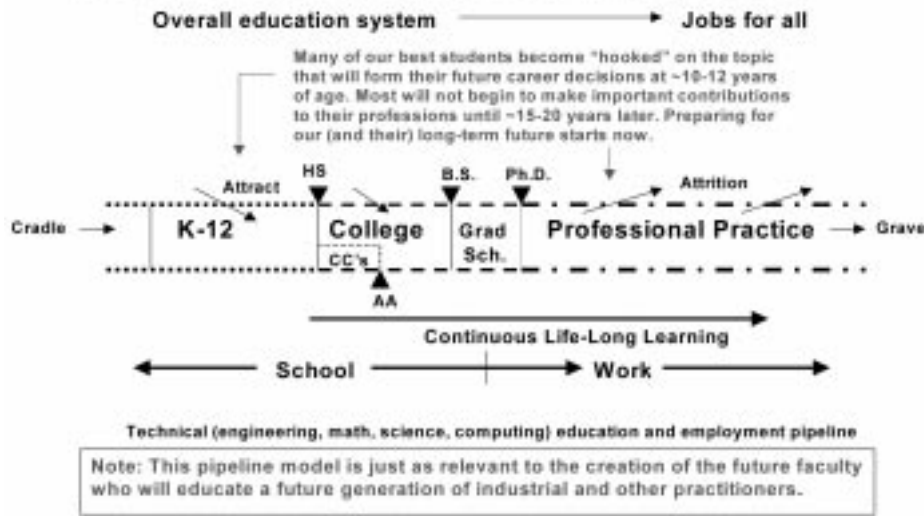 Overall education system Jobs for all
Many of our best students become "hooked" on the topic
that will form their future career decisions at ~10-12 years
of age. Most will not begin to make important contributions
to their professions until ~15-20 years later. Preparing for
our (and their) long-term future starts now.
HS B.S. Ph.D.
Attract Attrition
Cradle K-12 College Grad Professional Practice Grave
Sch.
CC's
AA
Continuous Life-Long Learning
School Work
Technical (engineering, math, science, computing) education and employment pipeline
Note: This pipeline model is just as relevant to the creation of the future faculty
who will educate a future generation of industrial and other practitioners.